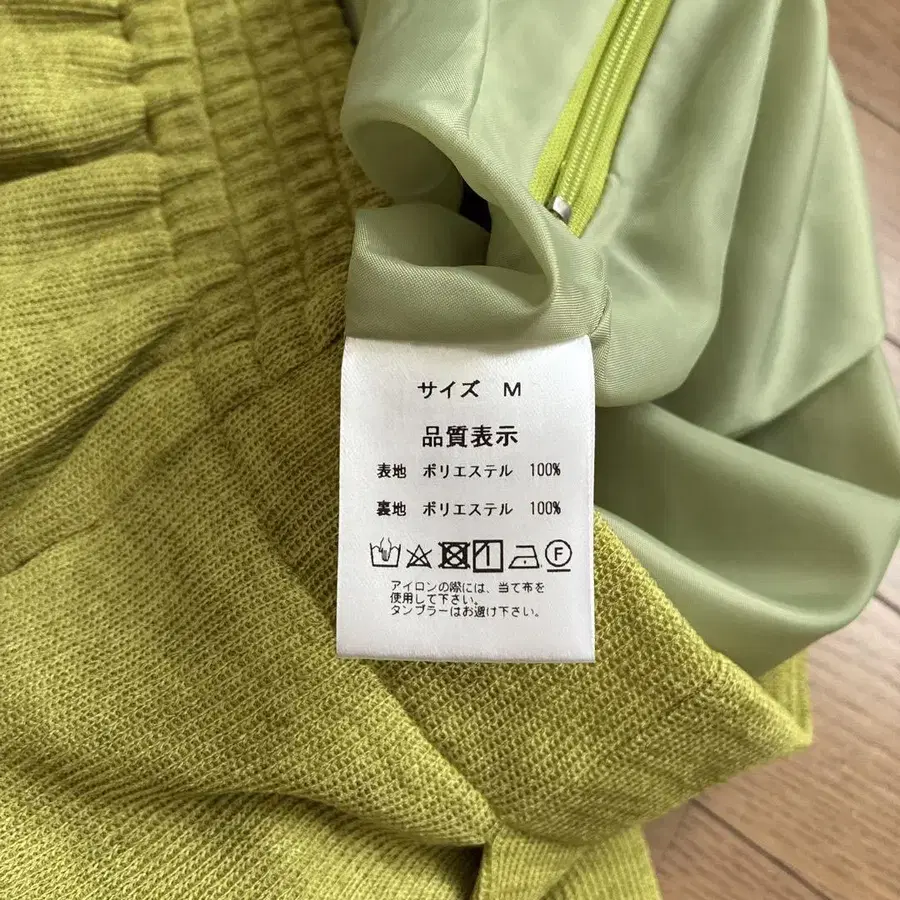 サイズ M
品質表示
表地 ポリエステル 100%
裏地 ポリエステル 100%
F
アイロンの際には、当て布を
使用して下さい。
タンブラーはお避け下さい。